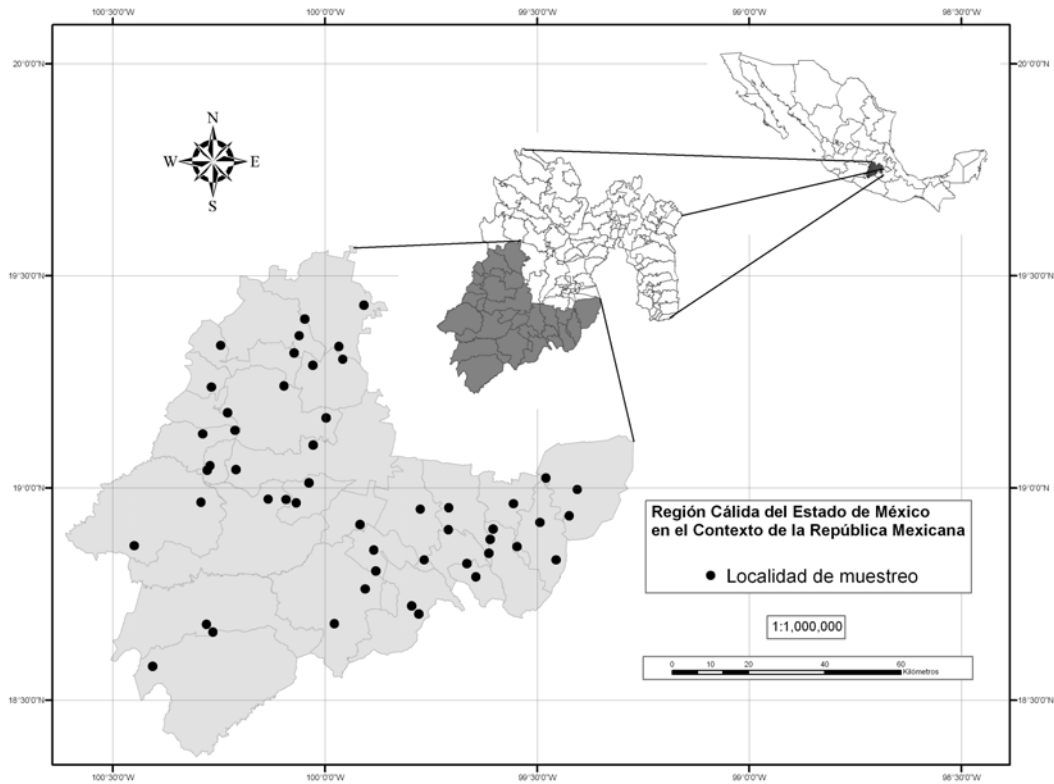 100°30'0"W 100°0'0"W 99°30'0"W 99°0'0"W 98°30'0"W
20°0'0"N 20°0'0"N
N
W E
S
19°30'0"N 19°30'0"N
19°0'0"N 19°0'0"N
Región Cálida del Estado de México
en el Contexto de la República Mexicana
Localidad de muestreo
1:1,000,000
0 10 20 40 60
Kilómetros
18°30'0"N 18°30'0"N
100°30'0"W 100°0'0"W 99°30'0"W 99°0'0"W 98°30'0"W